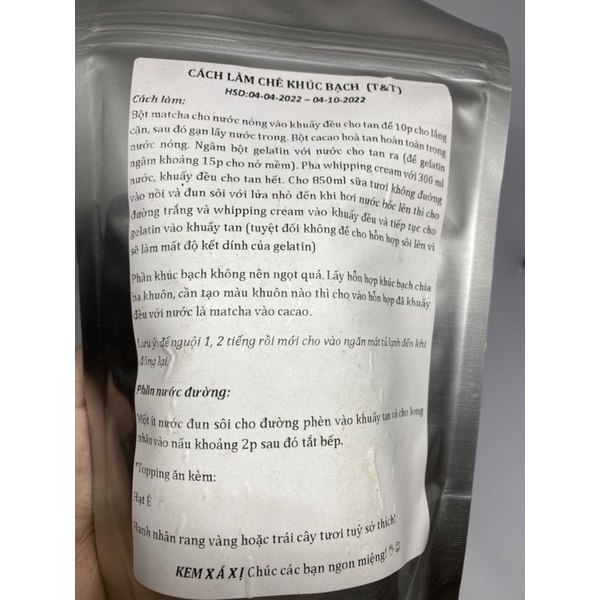 CÁCH LÀM CHÈ KHÚC BẠCH (T&T)
HSD:04-04-2022 – 04-10-2022
Cách làm:
Bột matcha cho nước nóng vào khuấy đều cho tan để 10p cho lắng
cặn, sau đó gạn lấy nước trong. Bột cacao hoà tan hoàn toàn trong
nước nóng. Ngâm bột gelatin với nước cho tan ra (để gelatin
ngâm khoảng 15p cho nở mềm). Pha whipping cream với 300 ml
nước, khuấy đều cho tan hết. Cho 850ml sữa tươi không đường
vào nồi và đun sôi với lửa nhỏ đến khi hơi nước bốc lên thì cho
đường trắng và whipping cream vào khuấy đều và tiếp tục cho
gelatin vào khuấy tan (tuyệt đối không để cho hỗn hợp sôi lên vì
sẽ làm mất độ kết dính của gelatin)
Phần khúc bạch không nên ngọt quá. Lấy hỗn hợp khúc bạch chia
ba khuôn, cần tạo màu khuôn nào thì cho vào hỗn hợp đã khuấy
đều với nước là matcha vào cacao.
Lưu ý: để nguội 1, 2 tiếng rồi mới cho vào ngăn mát tủ lạnh đến khi
đông lại.
Phần nước đường:
Một ít nước đun sôi cho đường phèn vào khuấy tan và cho long
nhãn vào nấu khoảng 2p sau đó tắt bếp.
*Topping ăn kèm:
Hạt É
Hạnh nhân rang vàng hoặc trái cây tươi tuỳ sở thích!
KEM XÁ XỊ Chúc các bạn ngon miệng!